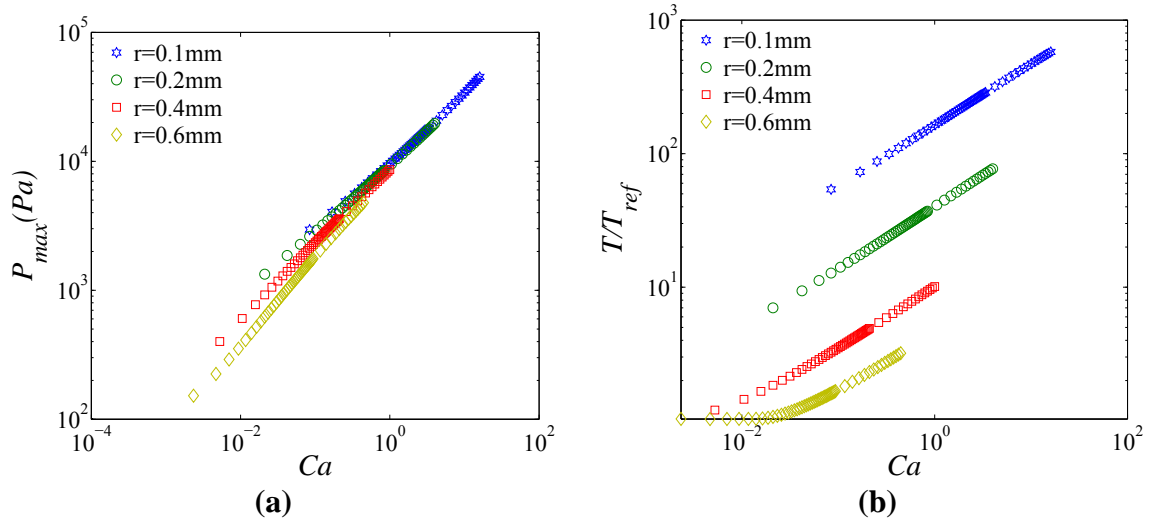 10^5
10^4
10^3
10^2
P_max(Pa)
r=0.1mm
r=0.2mm
r=0.4mm
r=0.6mm
10^−4
10^−2
10^0
10^2
Ca
(a)
10^3
10^2
10^1
T/T_ref
r=0.1mm
r=0.2mm
r=0.4mm
r=0.6mm
10^−2
10^0
10^2
Ca
(b)